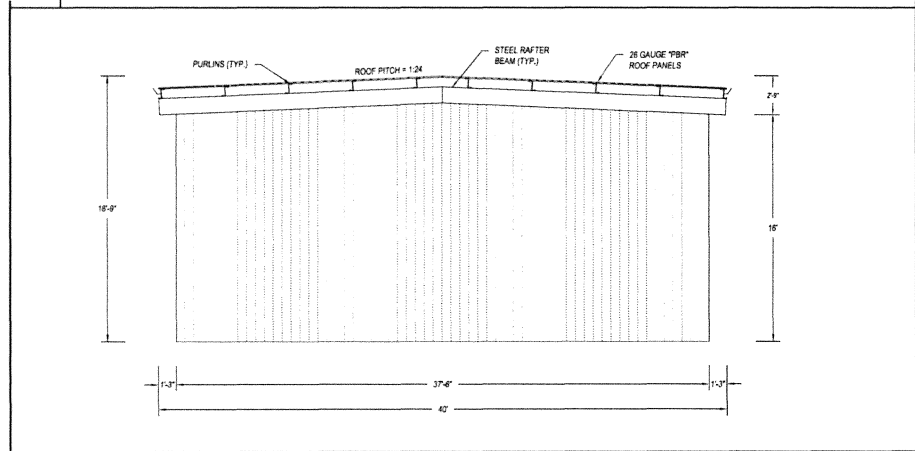 STEEL RAFTER
BEAM (TYP.)
26 GAUGE "PBR"
ROOF PANELS
PURLINS (TYP.)
ROOF PITCH = 1:24
2'-9"
18'-9"
16'
1'-3"
37'-6"
1'-3"
40'